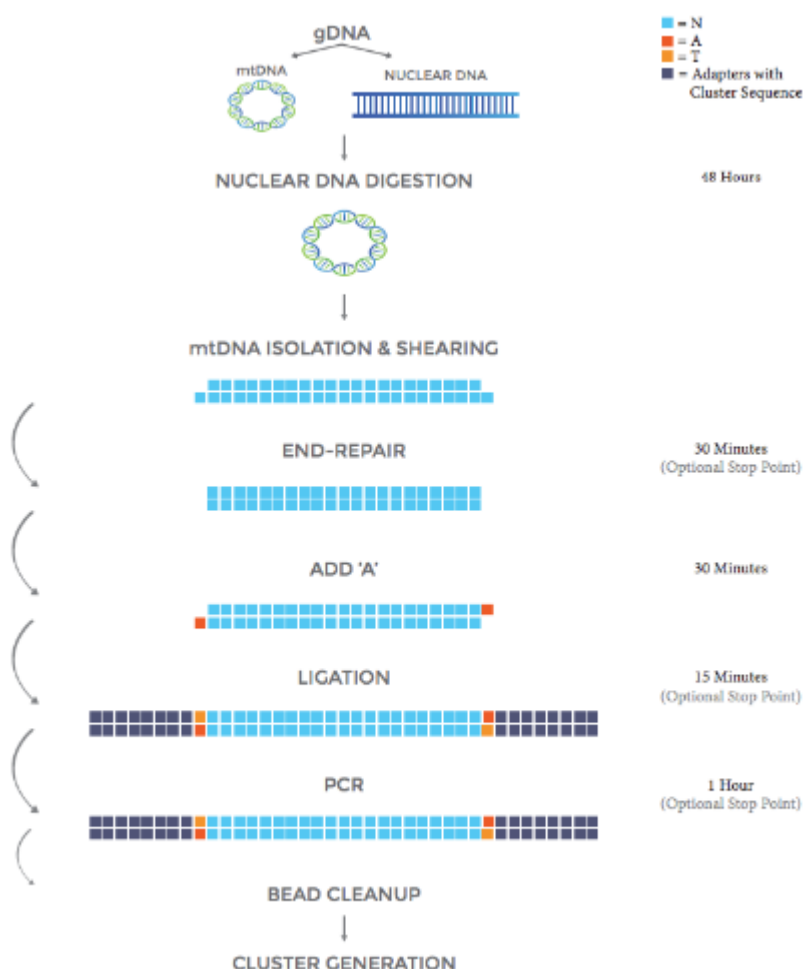 gDNA
mtDNA
NUCLEAR DNA
= N
= A
= T
= Adapters with
Cluster Sequence
NUCLEAR DNA DIGESTION
48 Hours
mtDNA ISOLATION & SHEARING
END-REPAIR
30 Minutes
(Optional Stop Point)
ADD 'A'
30 Minutes
LIGATION
15 Minutes
(Optional Stop Point)
PCR
1 Hour
(Optional Stop Point)
BEAD CLEANUP
CLUSTER GENERATION